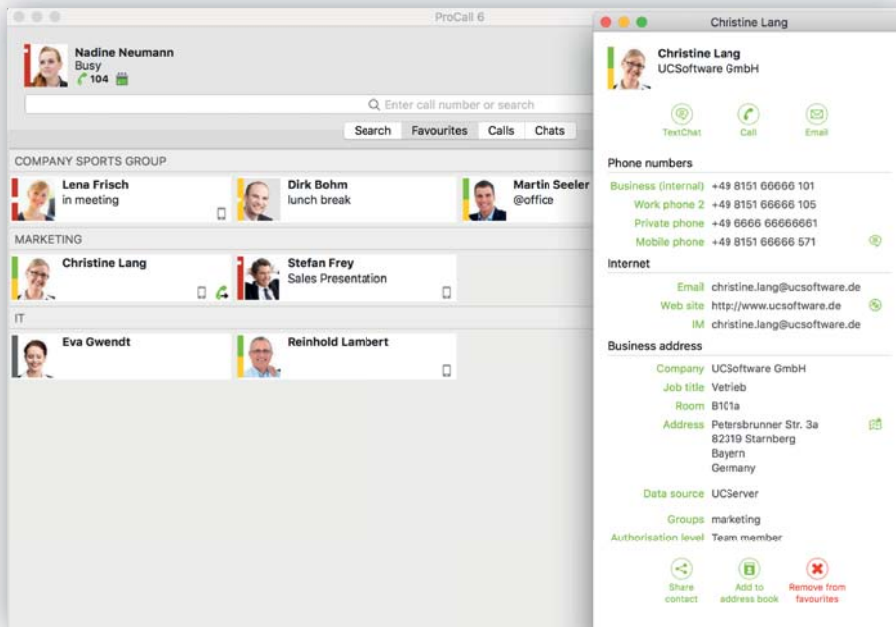 ProCall 6
Nadine Neumann
Busy
104
Enter call number or search
Search Favourites Calls Chats
COMPANY SPORTS GROUP
Lena Frisch
in meeting
Dirk Bohm
lunch break
Martin Seeler
@office
MARKETING
Christine Lang
Stefan Frey
Sales Presentation
IT
Eva Gwendt
Reinhold Lambert
Christine Lang
Christine Lang
UCSoftware GmbH
TextChat Call Email
Phone numbers
Business (internal) +49 8151 66666 101
Work phone 2 +49 8151 66666 105
Private phone +49 6666 66666661
Mobile phone +49 8151 66666 571
Internet
Email christine.lang@ucsoftware.de
Web site http://www.ucsoftware.de
IM christine.lang@ucsoftware.de
Business address
Company UCSoftware GmbH
Job title Vetrieb
Room B101a
Address Petersbrunner Str. 3a
82319 Starnberg
Bayern
Germany
Data source UCServer
Groups marketing
Authorisation level Team member
Share contact
Add to address book
Remove from favourites